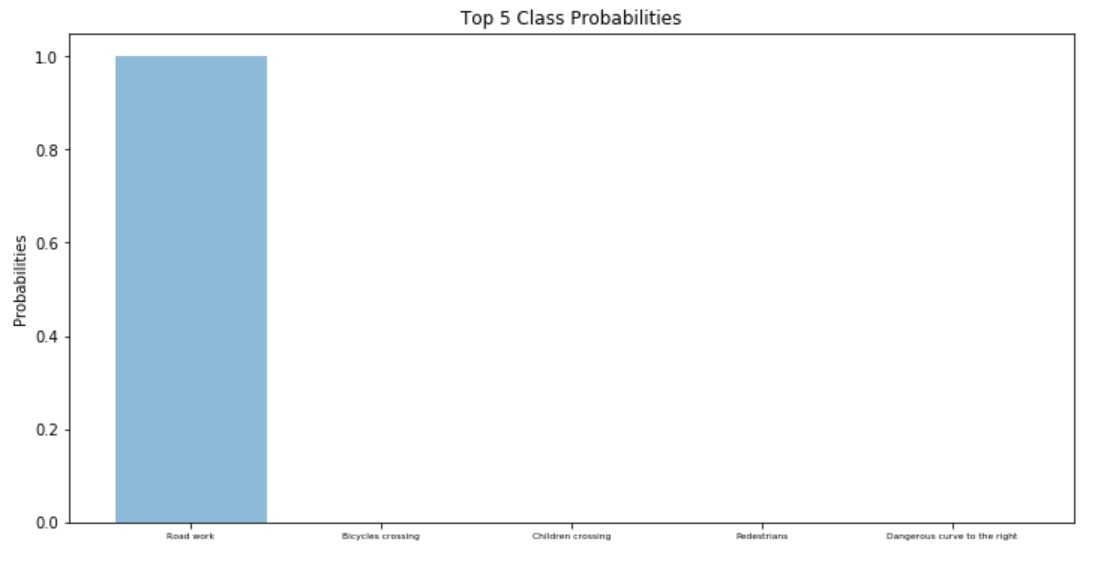 Top 5 Class Probabilities
1.0
0.8
0.6
0.4
0.2
0.0
Probabilities
Road work
Bicycles crossing
Children crossing
Pedestrians
Dangerous curve to the right